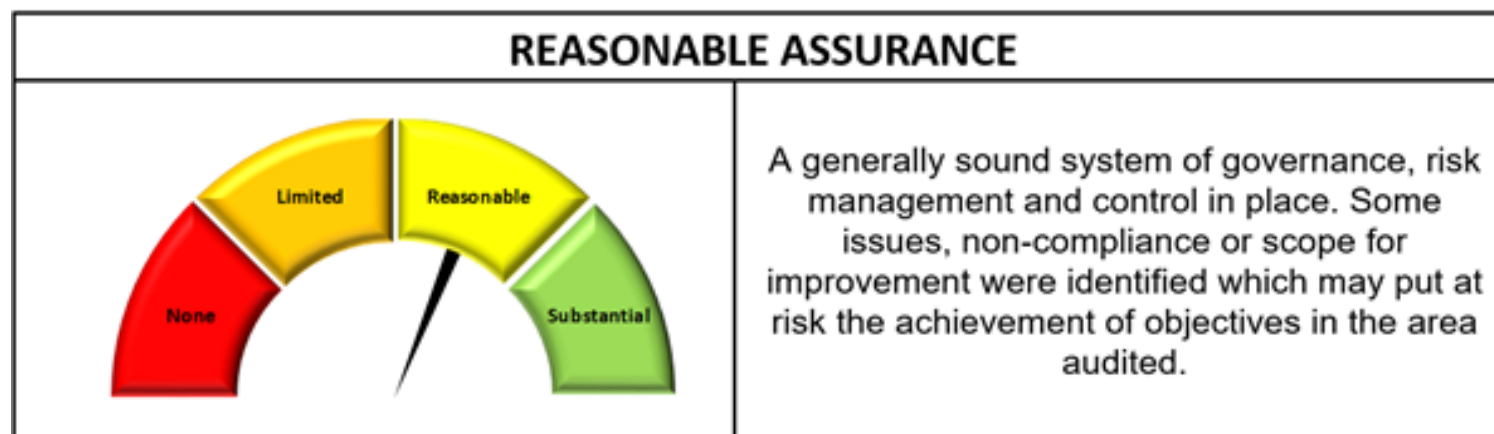 REASONABLE ASSURANCE
Limited
Reasonable
None
Substantial
A generally sound system of governance, risk
management and control in place. Some
issues, non-compliance or scope for
improvement were identified which may put at
risk the achievement of objectives in the area
audited.